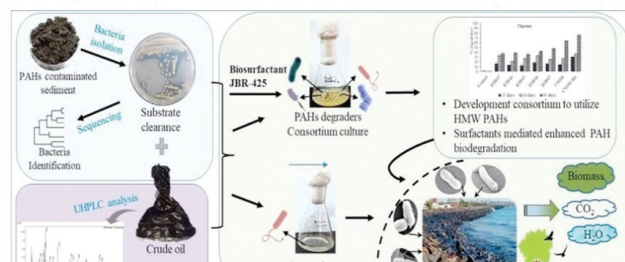 Bacteria
isolation
PAHs contaminated
sediment
Sequencing
Bacteria
Identification
Substrate
clearance
UHPLC analysis
Crude oil
Biosurfactant
JBR-425
PAHs degraders
Consortium culture
• Development consortium to utilize
HMW PAHs
• Surfactants mediated enhanced PAH
biodegradation
Biomass
CO2
H2O